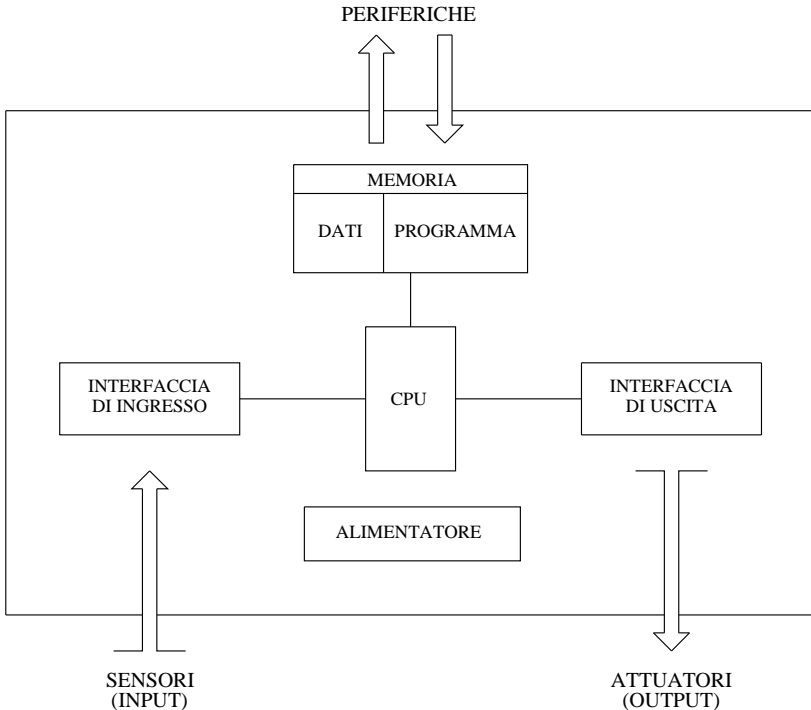 PERIFERICHE
MEMORIA
DATI
PROGRAMMA
INTERFACCIA
DI INGRESSO
CPU
INTERFACCIA
DI USCITA
ALIMENTATORE
SENSORI
(INPUT)
ATTUATORI
(OUTPUT)